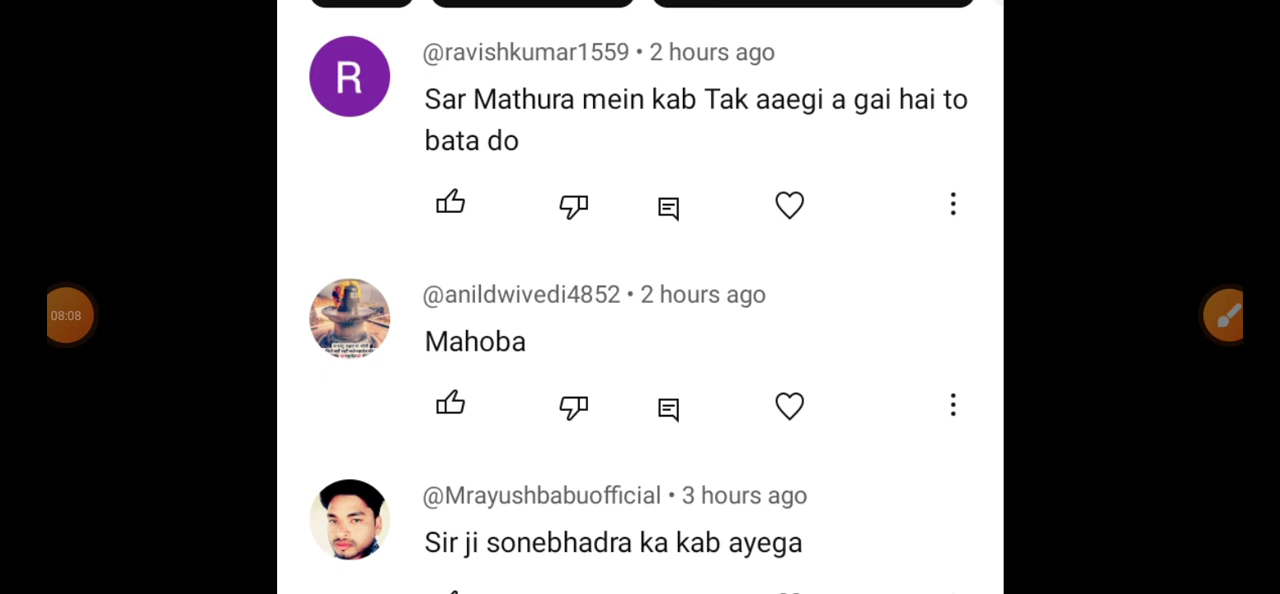 R
@ravishkumar1559 • 2 hours ago
Sar Mathura mein kab Tak aaegi a gai hai to
bata do
@anildwivedi4852 • 2 hours ago
Mahoba
08:08
@Mrayushbabuofficial • 3 hours ago
Sir ji sonebhadra ka kab ayega